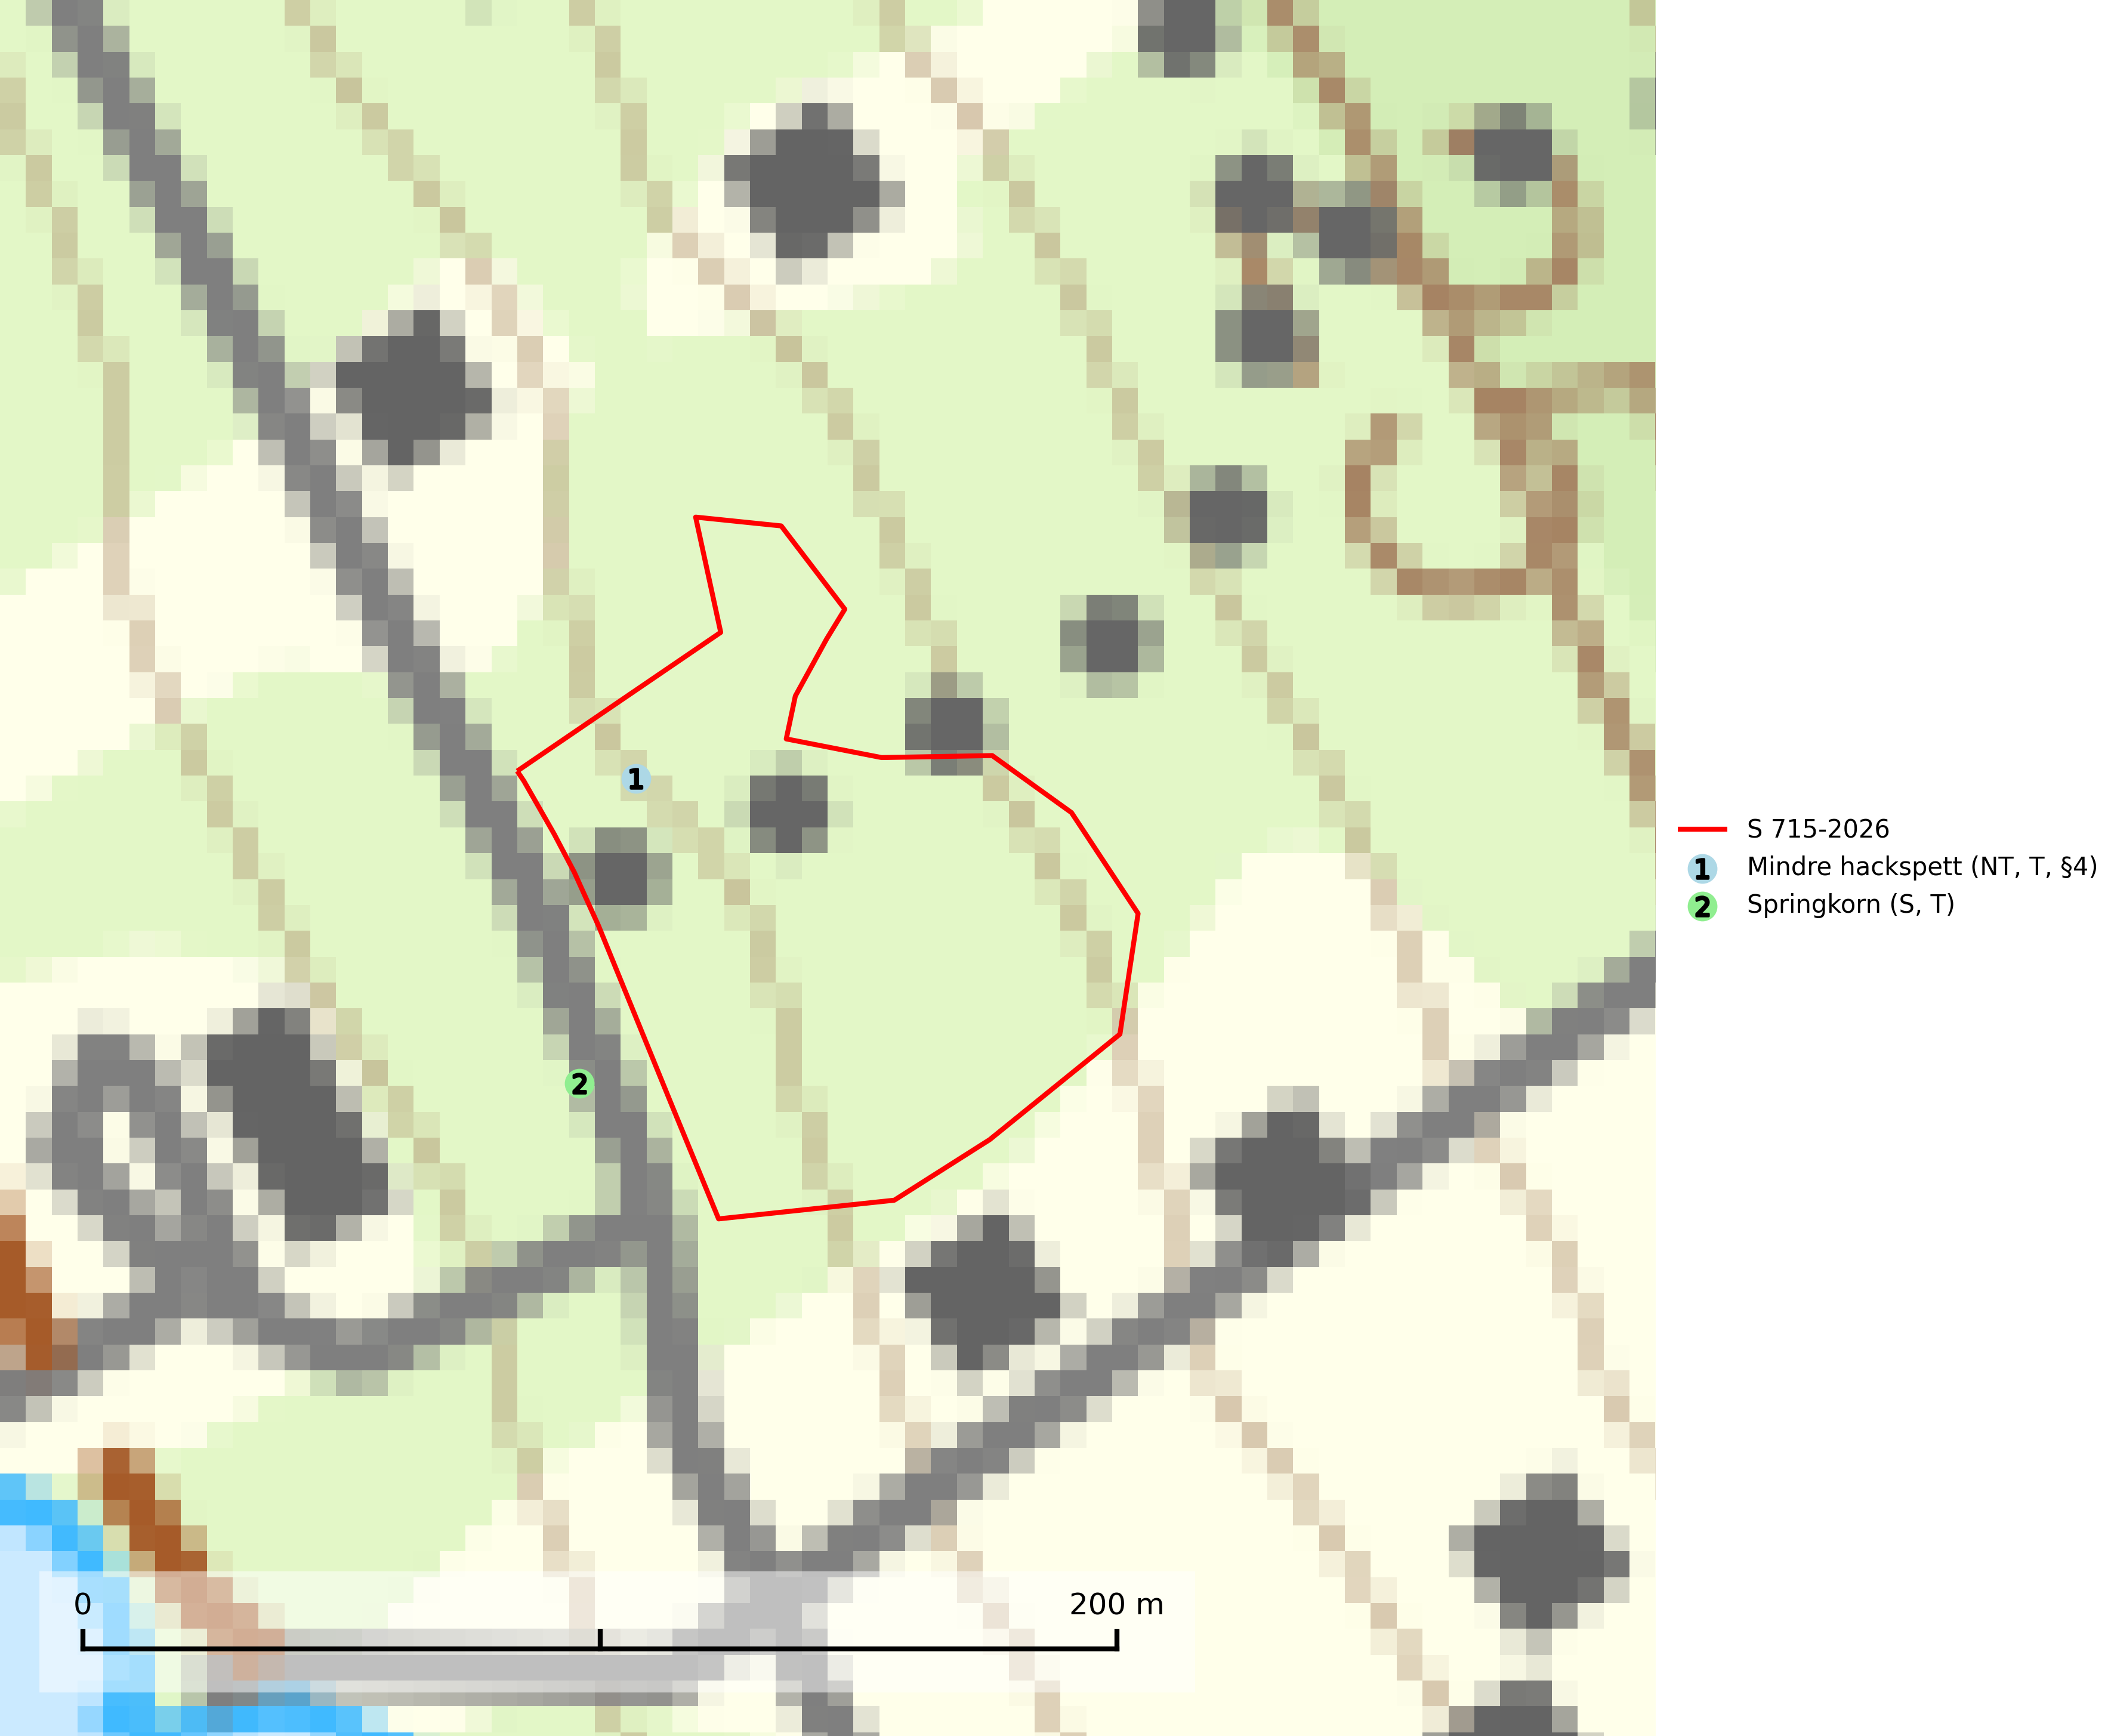 1
2
S 715-2026
1 Mindre hackspett (NT, T, §4)
2 Springkorn (S, T)
0 200 m